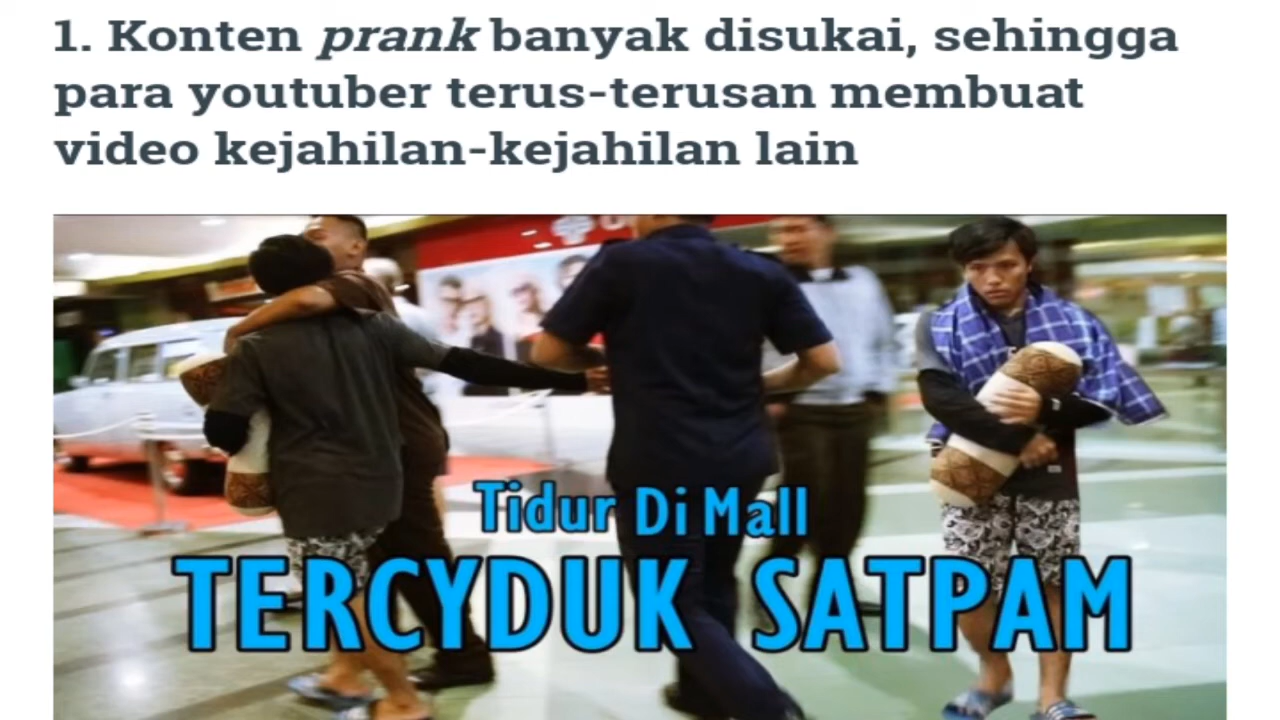 1. Konten prank banyak disukai, sehingga
para youtuber terus-terusan membuat
video kejahilan-kejahilan lain
Tidur Di Mall
TERCYDUK SATPAM